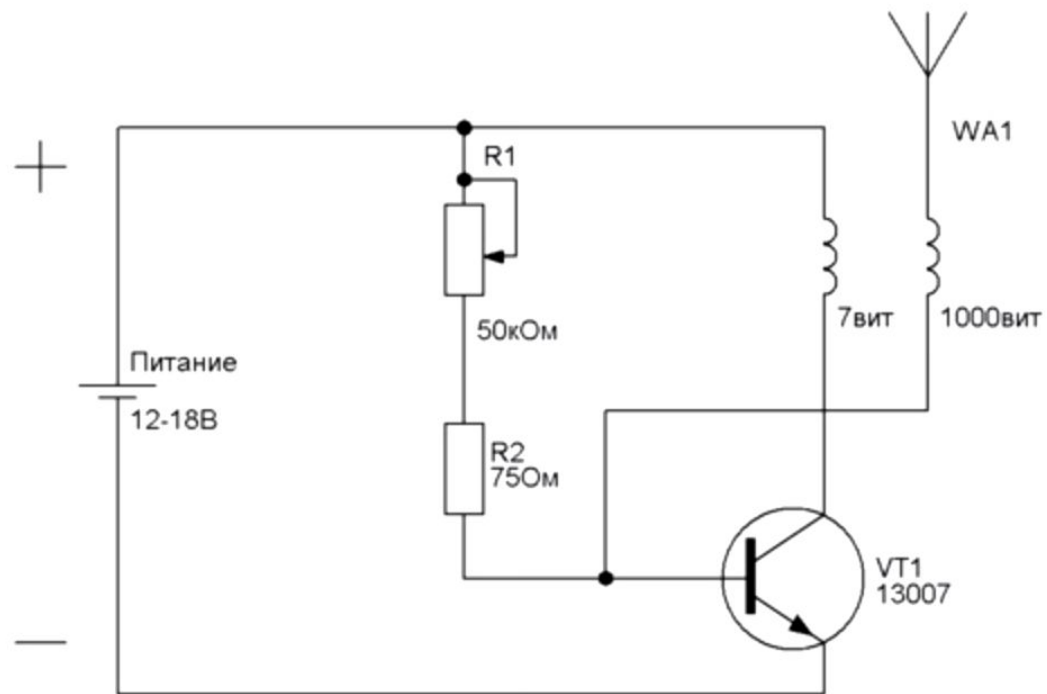 WA1
R1
50кОм
7вит
1000вит
Питание
12-18В
R2
75Ом
VT1
13007